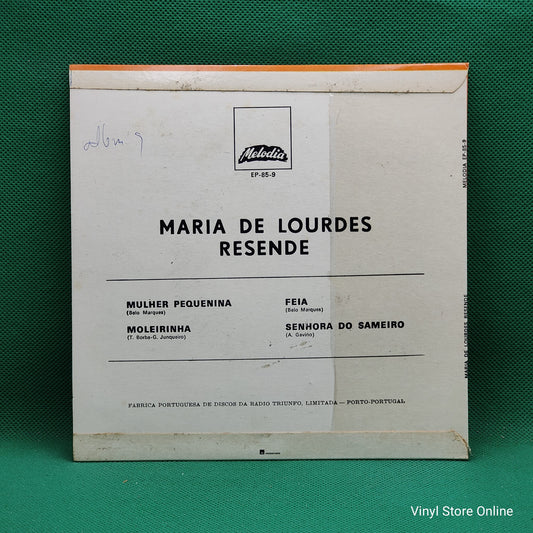 Melodia
EP-85-9
MARIA DE LOURDES
RESENDE
MULHER PEQUENINA
(Belo Marques)
MOLEIRINHA
(T. Borba-G. Junqueiro)
FEIA
(Belo Marques)
SENHORA DO SAMEIRO
(A. Gavino)
FABRICA PORTUGUESA DE DISCOS DA RADIO TRIUNFO, LIMITADA — PORTO-PORTUGAL
MELODIA EP-85-9
MARIA DE LOURDES RESENDE
Vinyl Store Online